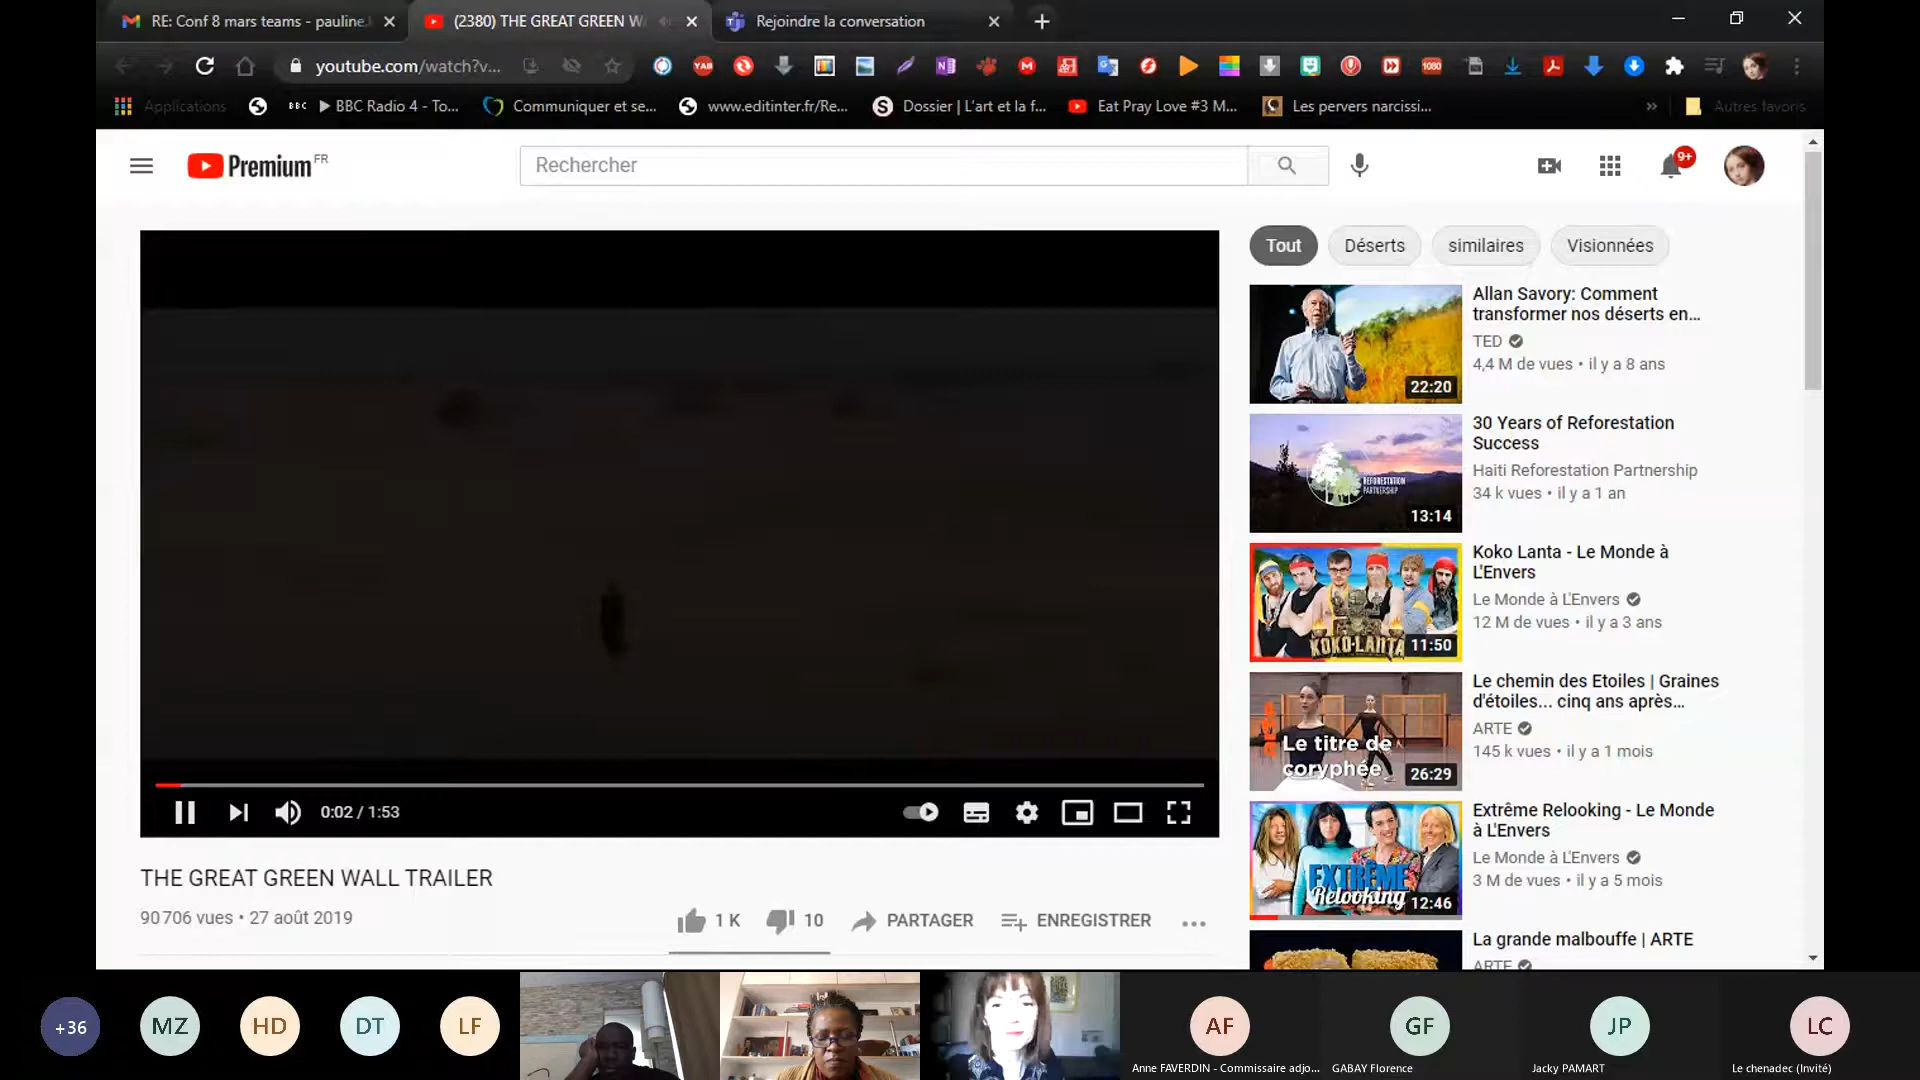 RE: Conf 8 mars teams - pauline.
(2380) THE GREAT GREEN W
Rejoindre la conversation
youtube.com/watch?v...
Applications
BBC
BBC Radio 4 - To...
Communiquer et se...
www.editinter.fr/Re...
Dossier | L'art et la f...
Eat Pray Love #3 M...
Les pervers narcissi...
»
Autres favoris
Premium FR
Rechercher
9+
Tout
Déserts
similaires
Visionnées
Allan Savory: Comment
transformer nos déserts en...
TED
4,4 M de vues • il y a 8 ans
22:20
30 Years of Reforestation
Success
Haiti Reforestation Partnership
34 k vues • il y a 1 an
REFORESTATION
PARTNERSHIP
13:14
Koko Lanta - Le Monde à
L'Envers
Le Monde à L'Envers
12 M de vues • il y a 3 ans
KOKO-LANTA
11:50
Le chemin des Etoiles | Graines
d'étoiles... cinq ans après...
ARTE
145 k vues • il y a 1 mois
Le titre de
coryphée
26:29
Extrême Relooking - Le Monde
à L'Envers
Le Monde à L'Envers
3 M de vues • il y a 5 mois
EXTRÊME
Relooking
12:46
La grande malbouffe | ARTE
ARTE
0:02 / 1:53
THE GREAT GREEN WALL TRAILER
90 706 vues • 27 août 2019
1 K
10
PARTAGER
ENREGISTRER
+36
MZ
HD
DT
LF
AF
GF
JP
LC
Anne FAVERDIN - Commissaire adjo...
GABAY Florence
Jacky PAMART
Le chenadec (Invité)